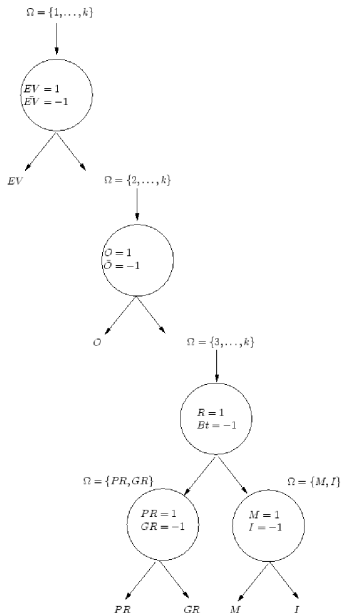 Ω = {1, . . . , k}
EV = 1
ĒV = −1
EV
Ω = {2, . . . , k}
O = 1
Ō = −1
O
Ω = {3, . . . , k}
R = 1
Bt = −1
Ω = {PR, GR}
Ω = {M, I}
PR = 1
GR = −1
M = 1
I = −1
PR
GR
M
I